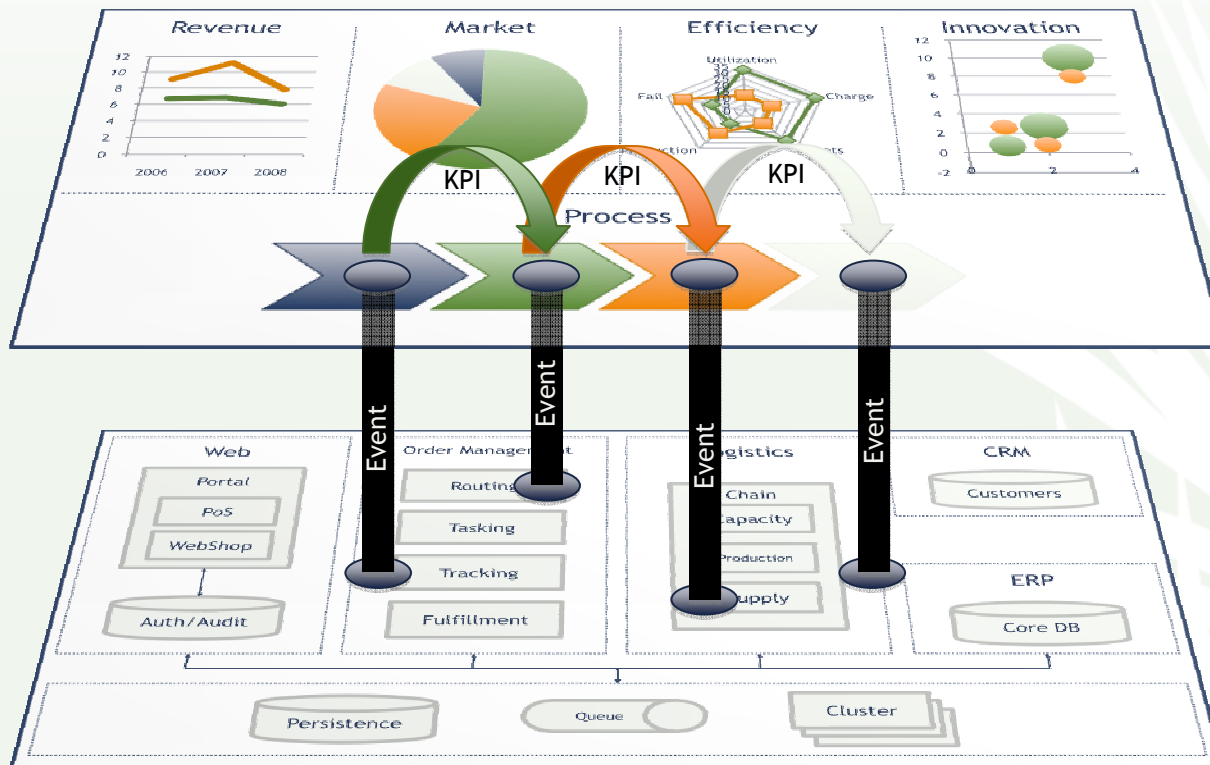 Revenue
Market
Efficiency
Innovation
12
10
8
6
4
2
0
2006
2007
2008
Utilization
Charge
Fail
12
10
8
6
4
2
0
-2
0
2
4
KPI
KPI
KPI
Process
Event
Event
Event
Event
Web
Portal
PoS
WebShop
Auth/Audit
Order Management
Routing
Tasking
Tracking
Fulfillment
Logistics
Chain
Capacity
Production
Supply
CRM
Customers
ERP
Core DB
Persistence
Queue
Cluster